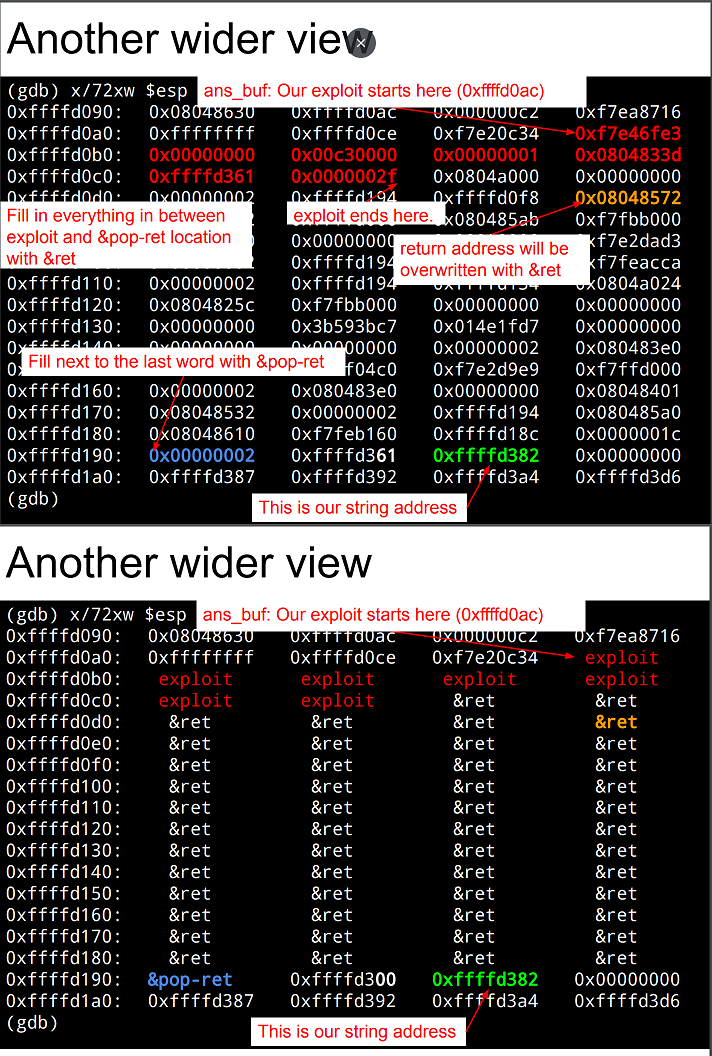 Another wider view
(gdb) x/72xw $esp ans_buf: Our exploit starts here (0xffffd0ac)
0xffffd090: 0x08048630 0xffffd0ac 0x000000c2 0xf7ea8716
0xffffd0a0: 0xffffffff 0xffffd0ce 0xf7e20c34 0xf7e46fe3
0xffffd0b0: 0x00000000 0x00c30000 0x00000001 0x0804833d
0xffffd0c0: 0xffffd361 0x0000002f 0x0804a000 0x00000000
0xffffd0d0: 0x00000002 0xffffd194 0xffffd0f8 0x08048572
Fill in everything in between
exploit and &pop-ret location
with &ret
exploit ends here.
0x080485ab 0xf7fbb000
return address will be
overwritten with &ret
0x00000000 0xf7e2dad3
0xffffd194 0xf7feacca
0xffffd110: 0x00000002 0xffffd194 0x0804a024
0xffffd120: 0x0804825c 0xf7fbb000 0x00000000 0x00000000
0xffffd130: 0x00000000 0x3b593bc7 0x014e1fd7 0x00000000
0x00000002 0x080483e0
Fill next to the last word with &pop-ret
0xf7e2d9e9 0xf7ffd000
0xffffd160: 0x00000002 0x080483e0 0x00000000 0x08048401
0xffffd170: 0x08048532 0x00000002 0xffffd194 0x080485a0
0xffffd180: 0x08048610 0xf7feb160 0xffffd18c 0x0000001c
0xffffd190: 0x00000002 0xffffd361 0xffffd382 0x00000000
0xffffd1a0: 0xffffd387 0xffffd392 0xffffd3a4 0xffffd3d6
(gdb)
This is our string address
Another wider view
(gdb) x/72xw $esp ans_buf: Our exploit starts here (0xffffd0ac)
0xffffd090: 0x08048630 0xffffd0ac 0x000000c2 0xf7ea8716
0xffffd0a0: 0xffffffff 0xffffd0ce 0xf7e20c34 exploit
0xffffd0b0: exploit exploit exploit exploit
0xffffd0c0: exploit exploit &ret &ret
0xffffd0d0: &ret &ret &ret &ret
0xffffd0e0: &ret &ret &ret &ret
0xffffd0f0: &ret &ret &ret &ret
0xffffd100: &ret &ret &ret &ret
0xffffd110: &ret &ret &ret &ret
0xffffd120: &ret &ret &ret &ret
0xffffd130: &ret &ret &ret &ret
0xffffd140: &ret &ret &ret &ret
0xffffd150: &ret &ret &ret &ret
0xffffd160: &ret &ret &ret &ret
0xffffd170: &ret &ret &ret &ret
0xffffd180: &ret &ret &ret &ret
0xffffd190: &pop-ret 0xffffd300 0xffffd382 0x00000000
0xffffd1a0: 0xffffd387 0xffffd392 0xffffd3a4 0xffffd3d6
(gdb)
This is our string address